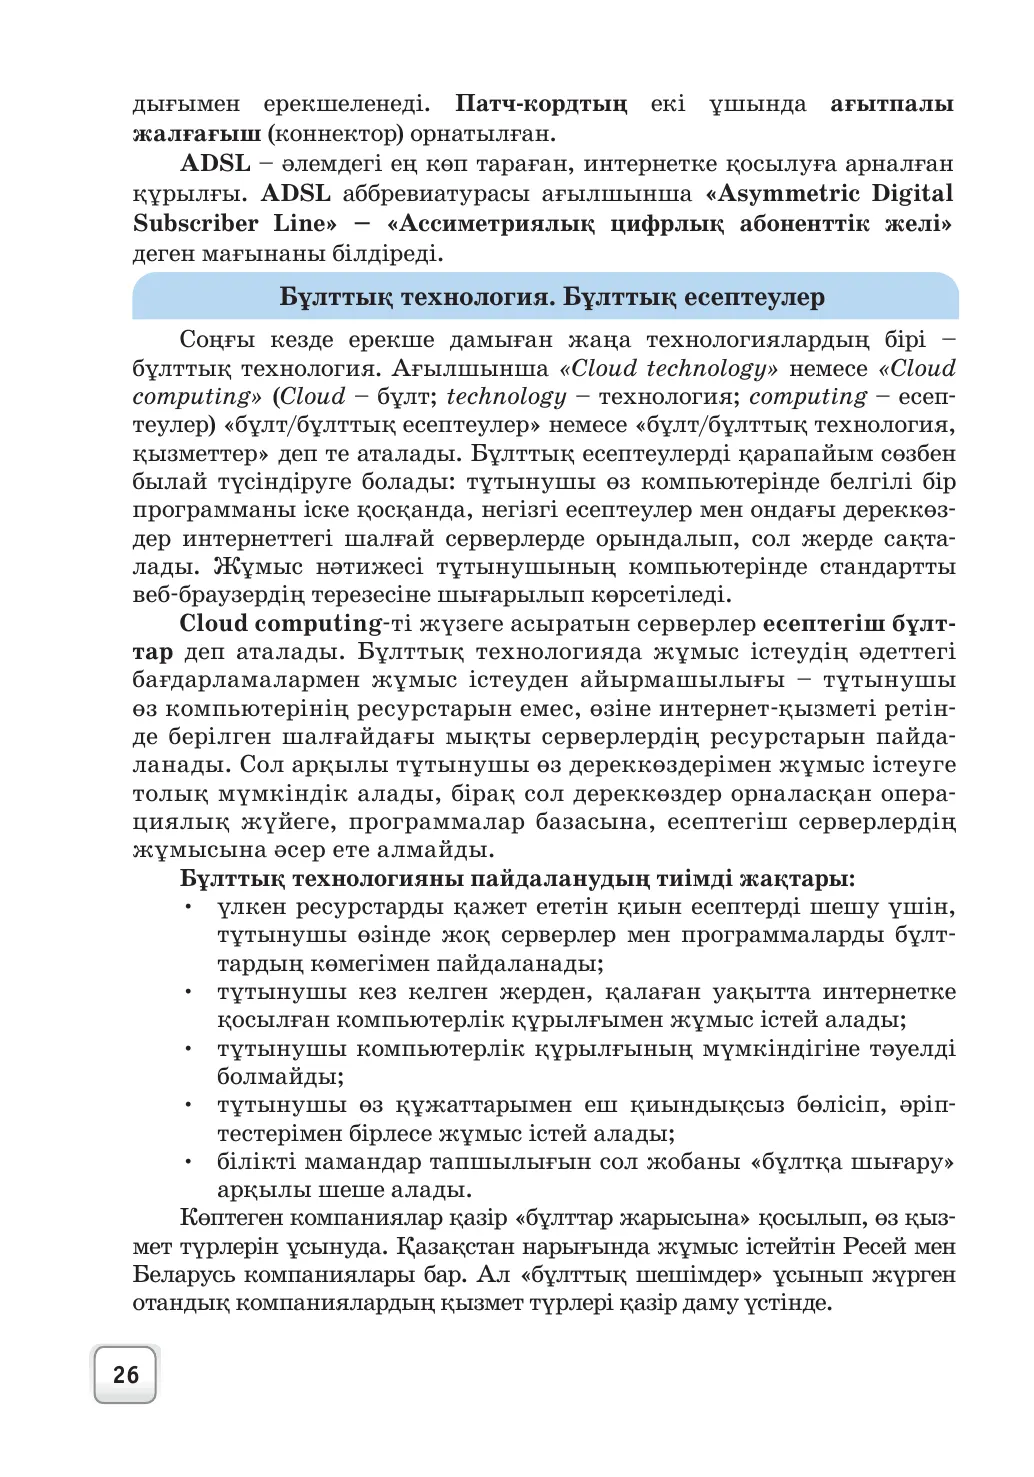 дығымен ерекшеленеді. Патч-кордтың екі ұшында ағытпалы
жалғағыш (коннектор) орнатылған.
ADSL – әлемдегі ең көп тараған, интернетке қосылуға арналған
құрылғы. ADSL аббревиатурасы ағылшынша «Asymmetric Digital
Subscriber Line» – «Ассиметриялық цифрлық абоненттік желі»
деген мағынаны білдіреді.
Бұлттық технология. Бұлттық есептеулер
Соңғы кезде ерекше дамыған жаңа технологиялардың бірі –
бұлттық технология. Ағылшынша «Cloud technology» немесе «Cloud
computing» (Cloud – бұлт; technology – технология; computing – есеп-
теулер) «бұлт/бұлттық есептеулер» немесе «бұлт/бұлттық технология,
қызметтер» деп те аталады. Бұлттық есептеулерді қарапайым сөзбен
былай түсіндіруге болады: тұтынушы өз компьютерінде белгілі бір
программаны іске қосқанда, негізгі есептеулер мен ондағы дереккөз-
дер интернеттегі шалғай серверлерде орындалып, сол жерде сақта-
лады. Жұмыс нәтижесі тұтынушының компьютерінде стандартты
веб-браузердің терезесіне шығарылып көрсетіледі.
Cloud computing-ті жүзеге асыратын серверлер есептегіш бұлт-
тар деп аталады. Бұлттық технологияда жұмыс істеудің әдеттегі
бағдарламалармен жұмыс істеуден айырмашылығы – тұтынушы
өз компьютерінің ресурстарын емес, өзіне интернет-қызметі ретін-
де берілген шалғайдағы мықты серверлердің ресурстарын пайда-
ланады. Сол арқылы тұтынушы өз дереккөздерімен жұмыс істеуге
толық мүмкіндік алады, бірақ сол дереккөздер орналасқан опера-
циялық жүйеге, программалар базасына, есептегіш серверлердің
жұмысына әсер ете алмайды.
Бұлттық технологияны пайдаланудың тиімді жақтары:
• үлкен ресурстарды қажет ететін қиын есептерді шешу үшін,
тұтынушы өзінде жоқ серверлер мен программаларды бұлт-
тардың көмегімен пайдаланады;
• тұтынушы кез келген жерден, қалаған уақытта интернетке
қосылған компьютерлік құрылғымен жұмыс істей алады;
• тұтынушы компьютерлік құрылғының мүмкіндігіне тәуелді
болмайды;
• тұтынушы өз құжаттарымен еш қиындықсыз бөлісіп, әріп-
тестерімен бірлесе жұмыс істей алады;
• білікті мамандар тапшылығын сол жобаны «бұлтқа шығару»
арқылы шеше алады.
Көптеген компаниялар қазір «бұлттар жарысына» қосылып, өз қыз-
мет түрлерін ұсынуда. Қазақстан нарығында жұмыс істейтін Ресей мен
Беларусь компаниялары бар. Ал «бұлттық шешімдер» ұсынып жүрген
отандық компаниялардың қызмет түрлері қазір даму үстінде.
26